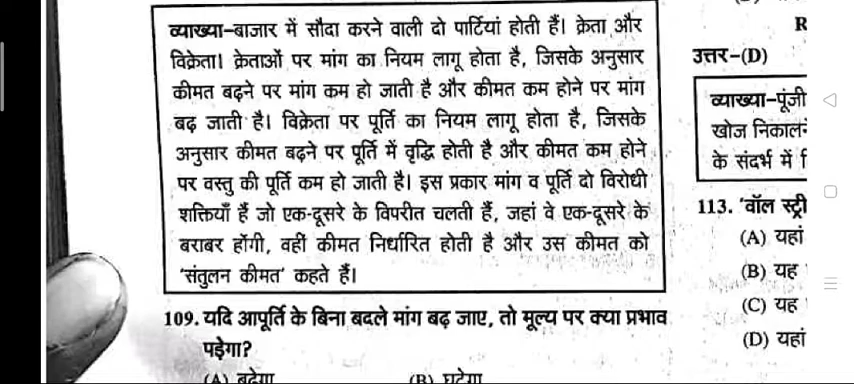 व्याख्या–बाजार में सौदा करने वाली दो पार्टियां होती हैं। क्रेता और
विक्रेता। क्रेताओं पर मांग का नियम लागू होता है, जिसके अनुसार
कीमत बढ़ने पर मांग कम हो जाती है और कीमत कम होने पर मांग
बढ़ जाती है। विक्रेता पर पूर्ति का नियम लागू होता है, जिसके
अनुसार कीमत बढ़ने पर पूर्ति में वृद्धि होती है और कीमत कम होने
पर वस्तु की पूर्ति कम हो जाती है। इस प्रकार मांग व पूर्ति दो विरोधी
शक्तियाँ हैं जो एक-दूसरे के विपरीत चलती हैं, जहां वे एक-दूसरे के
बराबर होंगी, वहीं कीमत निर्धारित होती है और उस कीमत को
'संतुलन कीमत' कहते हैं।
109. यदि आपूर्ति के बिना बदले मांग बढ़ जाए, तो मूल्य पर क्या प्रभाव
पड़ेगा?
(A) बढ़ेगा (B) घटेगा
R
उत्तर–(D)
व्याख्या–पूंजी
खोज
के संदर्भ में
113. 'वॉल स्ट्री
(A) यहां
(B) यह
(C) यह
(D) यहां